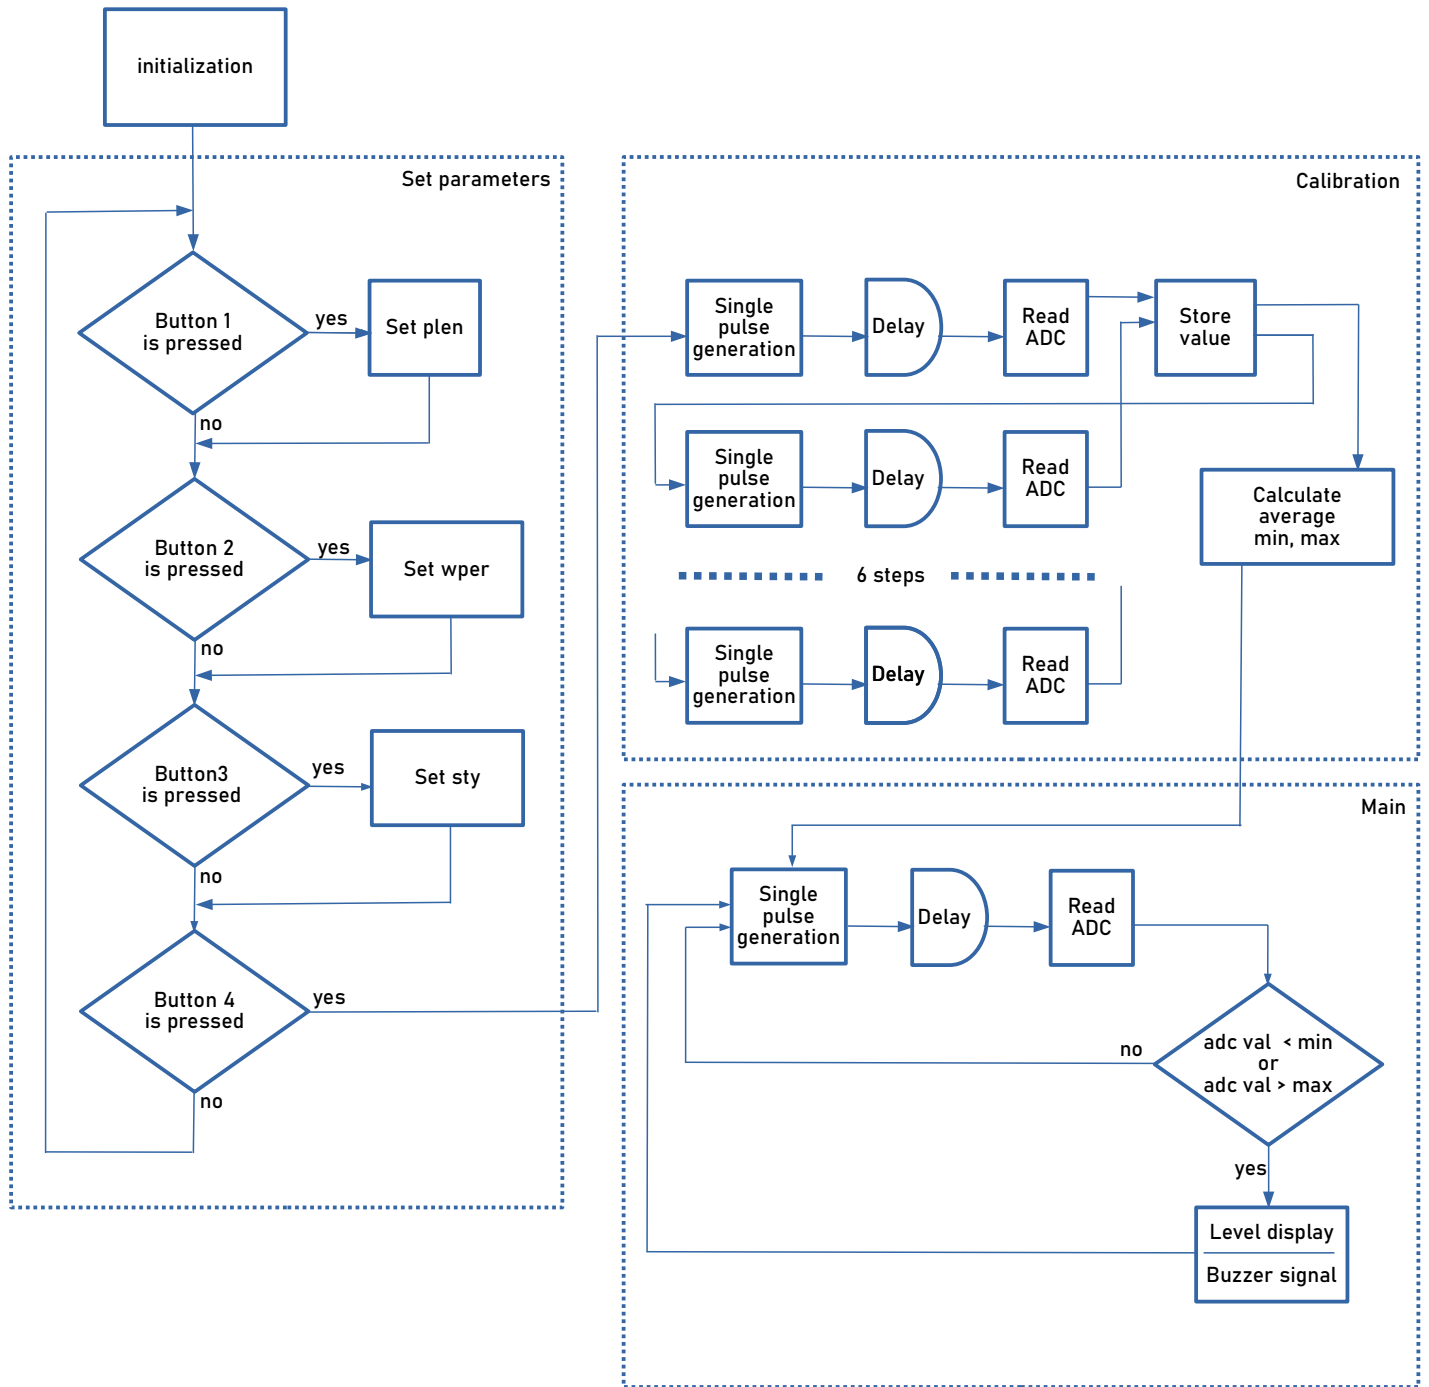 initialization
Set parameters
Button 1
is pressed
yes
Set plen
no
Button 2
is pressed
yes
Set wper
no
Button3
is pressed
yes
Set sty
no
Button 4
is pressed
yes
no
Calibration
Single
pulse
generation
Delay
Read
ADC
Store
value
Single
pulse
generation
Delay
Read
ADC
Calculate
average
min, max
6 steps
Single
pulse
generation
Delay
Read
ADC
Main
Single
pulse
generation
Delay
Read
ADC
no
adc val < min
or
adc val > max
yes
Level display
Buzzer signal